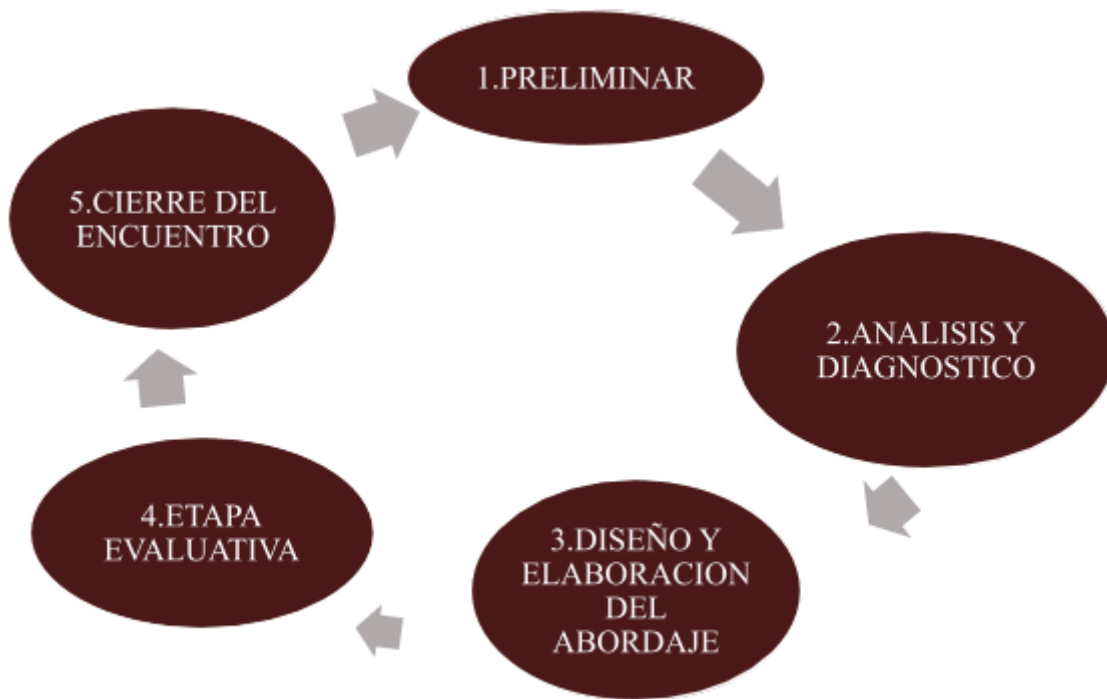 1.PRELIMINAR
2.ANALISIS Y
DIAGNOSTICO
3.DISEÑO Y
ELABORACION
DEL
ABORDAJE
4.ETAPA
EVALUATIVA
5.CIERRE DEL
ENCUENTRO